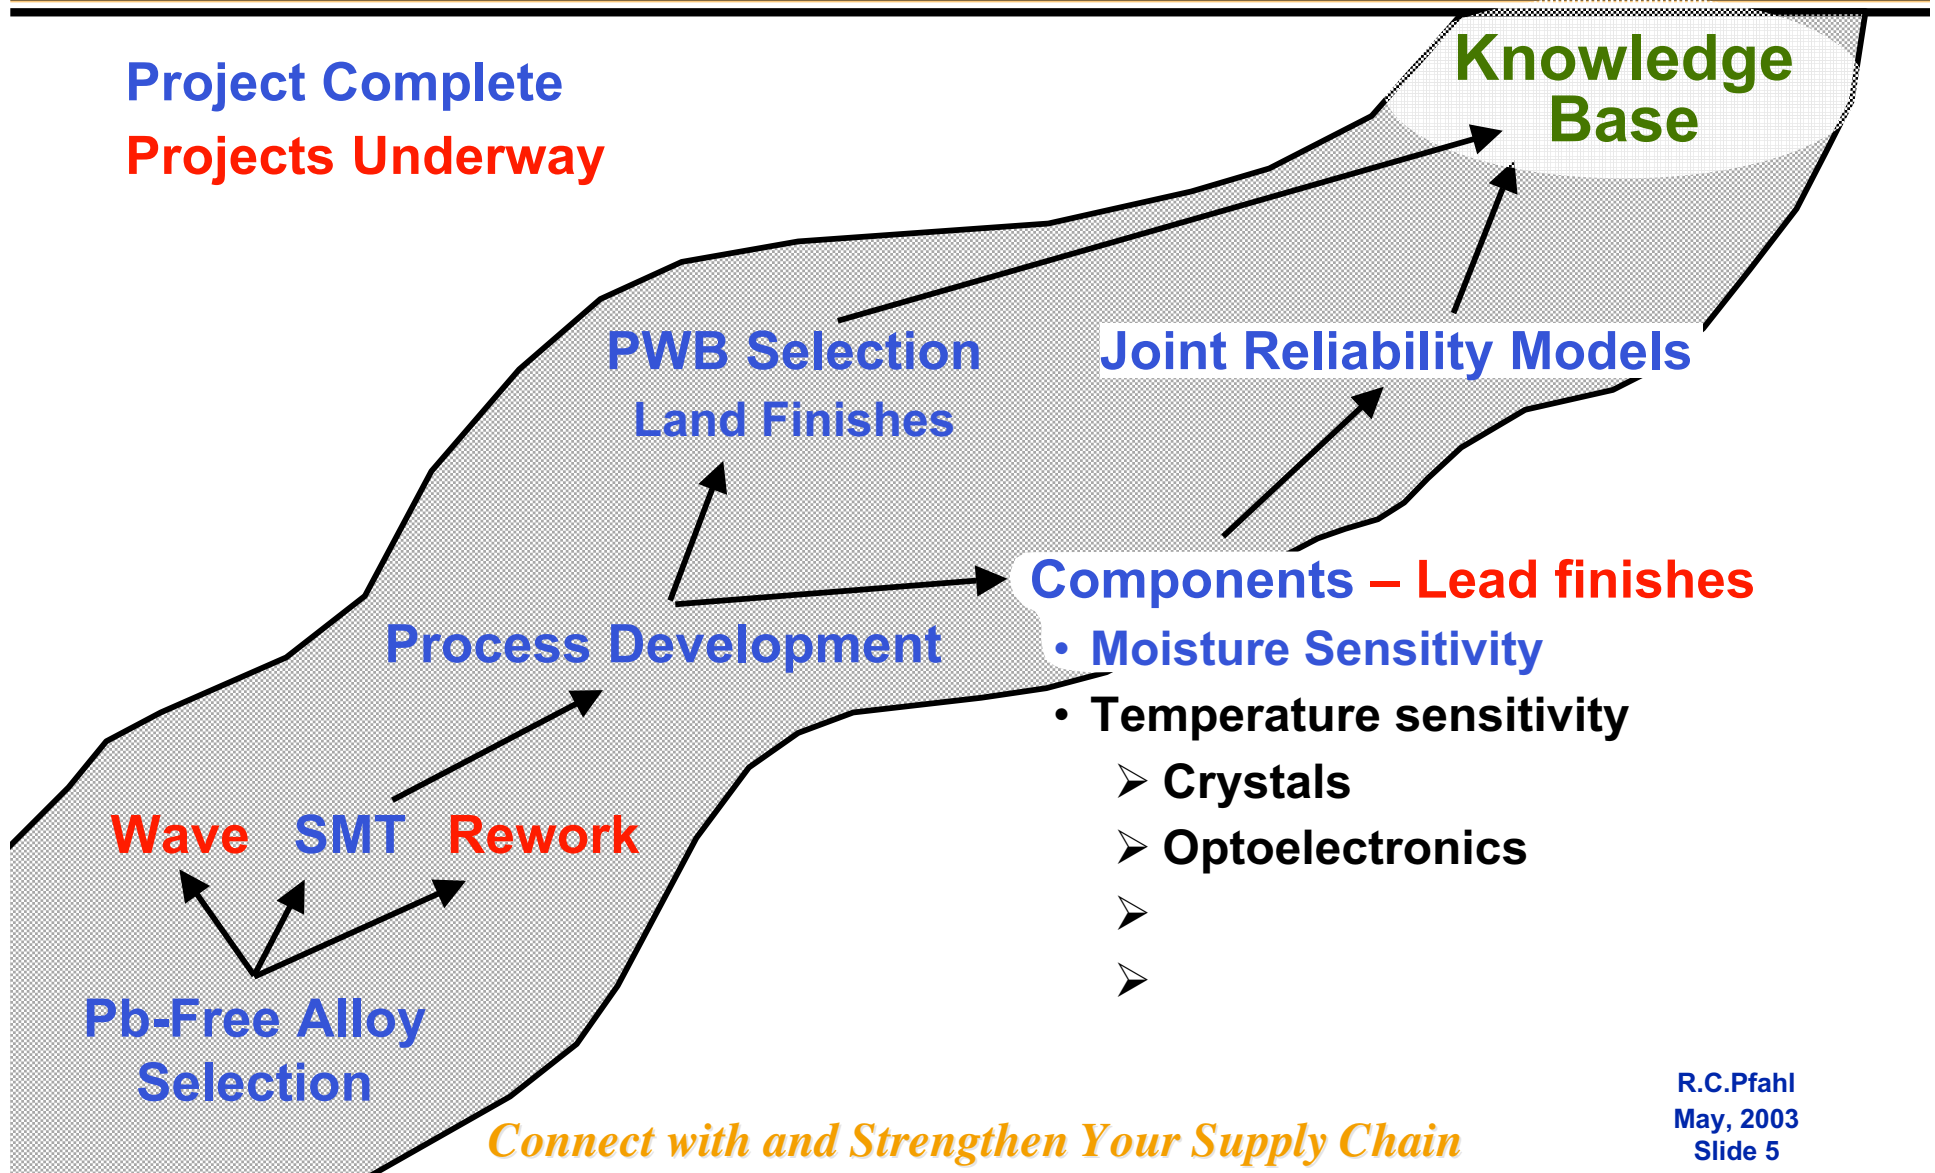 Project Complete
Projects Underway
Knowledge
Base
PWB Selection
Land Finishes
Joint Reliability Models
Components – Lead finishes
• Moisture Sensitivity
• Temperature sensitivity
➢ Crystals
➢ Optoelectronics
➢
➢
Process Development
Wave SMT Rework
Pb-Free Alloy
Selection
Connect with and Strengthen Your Supply Chain
R.C.Pfahl
May, 2003
Slide 5